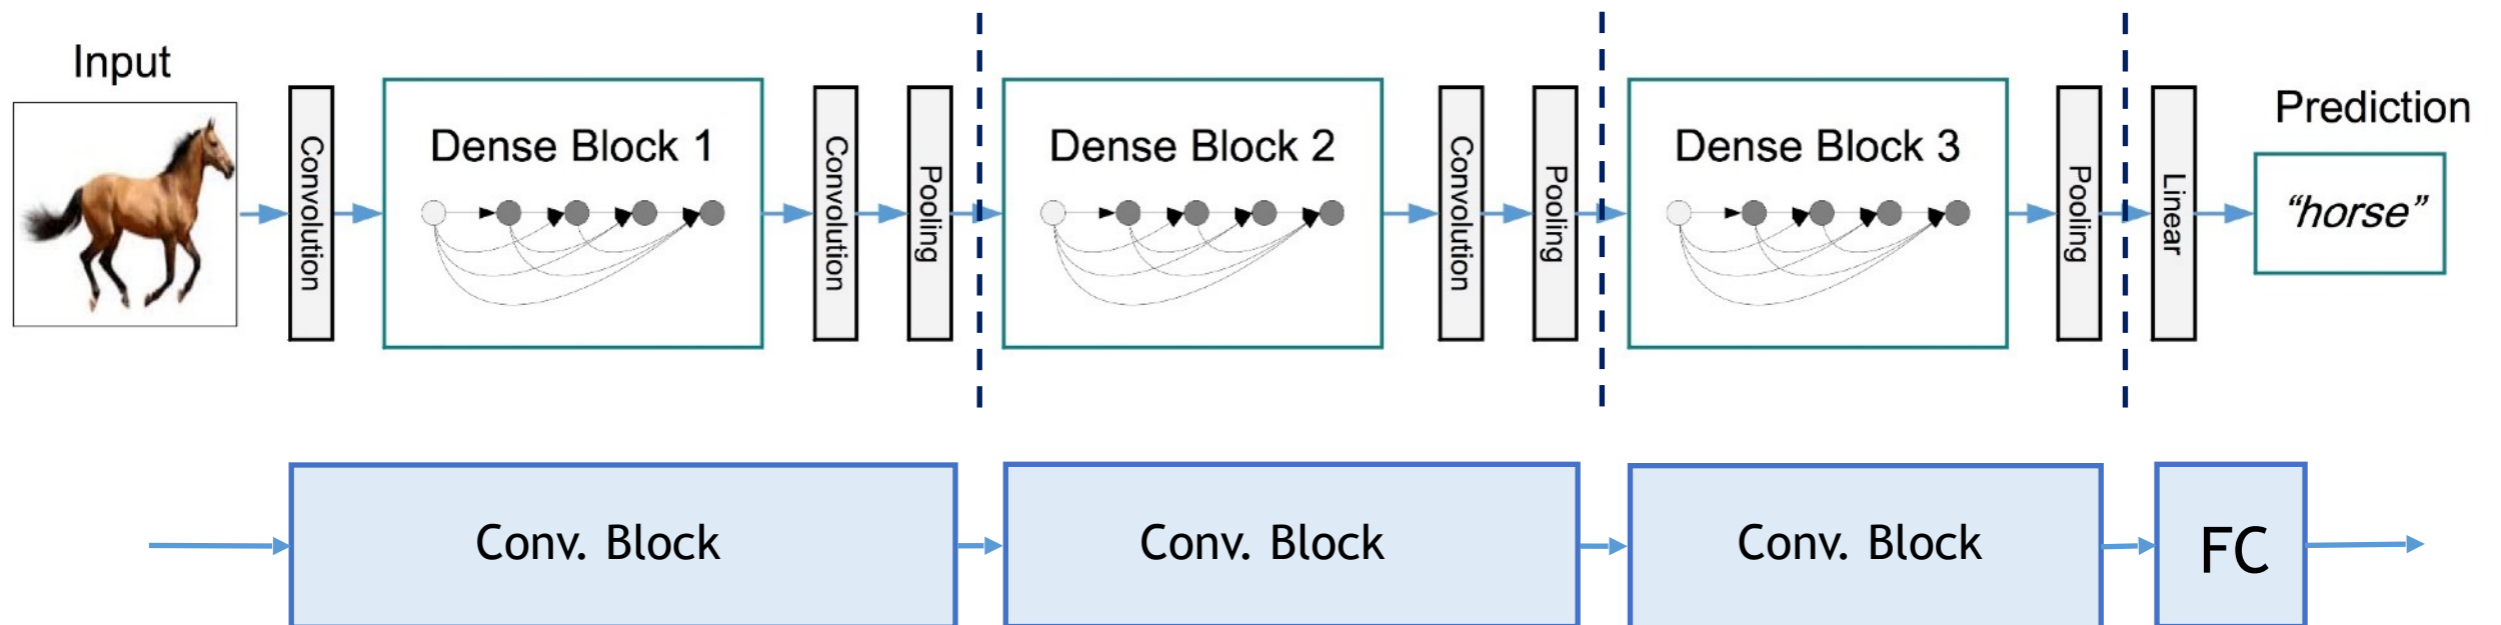 Input
Convolution
Dense Block 1
Convolution
Pooling
Dense Block 2
Convolution
Pooling
Dense Block 3
Pooling
Linear
Prediction
“horse”
Conv. Block
Conv. Block
Conv. Block
FC